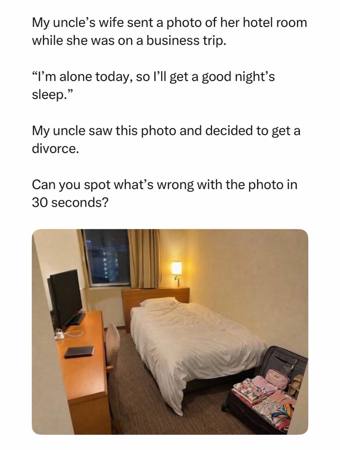 My uncle’s wife sent a photo of her hotel room
while she was on a business trip.
“I’m alone today, so I’ll get a good night’s
sleep.”
My uncle saw this photo and decided to get a
divorce.
Can you spot what’s wrong with the photo in
30 seconds?